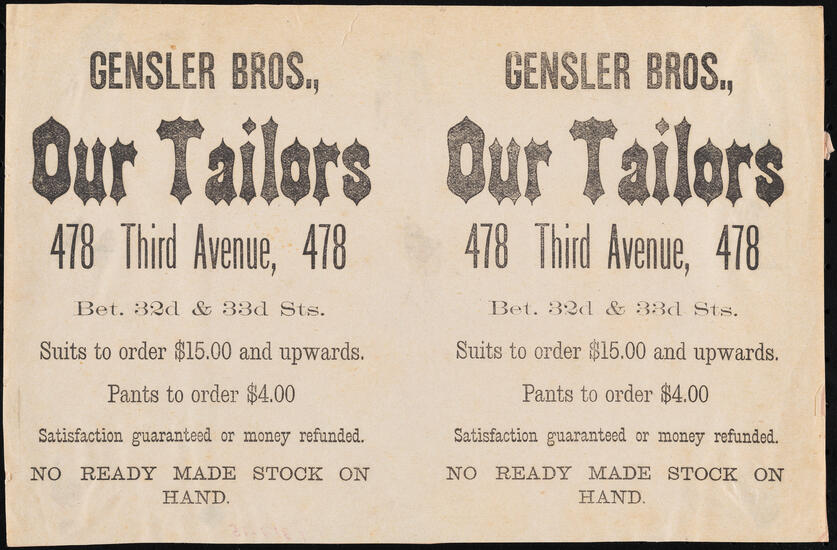 GENSLER BROS.,
Our Tailors
478 Third Avenue, 478
Bet. 32d & 33d Sts.
Suits to order $15.00 and upwards.
Pants to order $4.00
Satisfaction guaranteed or money refunded.
NO READY MADE STOCK ON
HAND.
GENSLER BROS.,
Our Tailors
478 Third Avenue, 478
Bet. 32d & 33d Sts.
Suits to order $15.00 and upwards.
Pants to order $4.00
Satisfaction guaranteed or money refunded.
NO READY MADE STOCK ON
HAND.